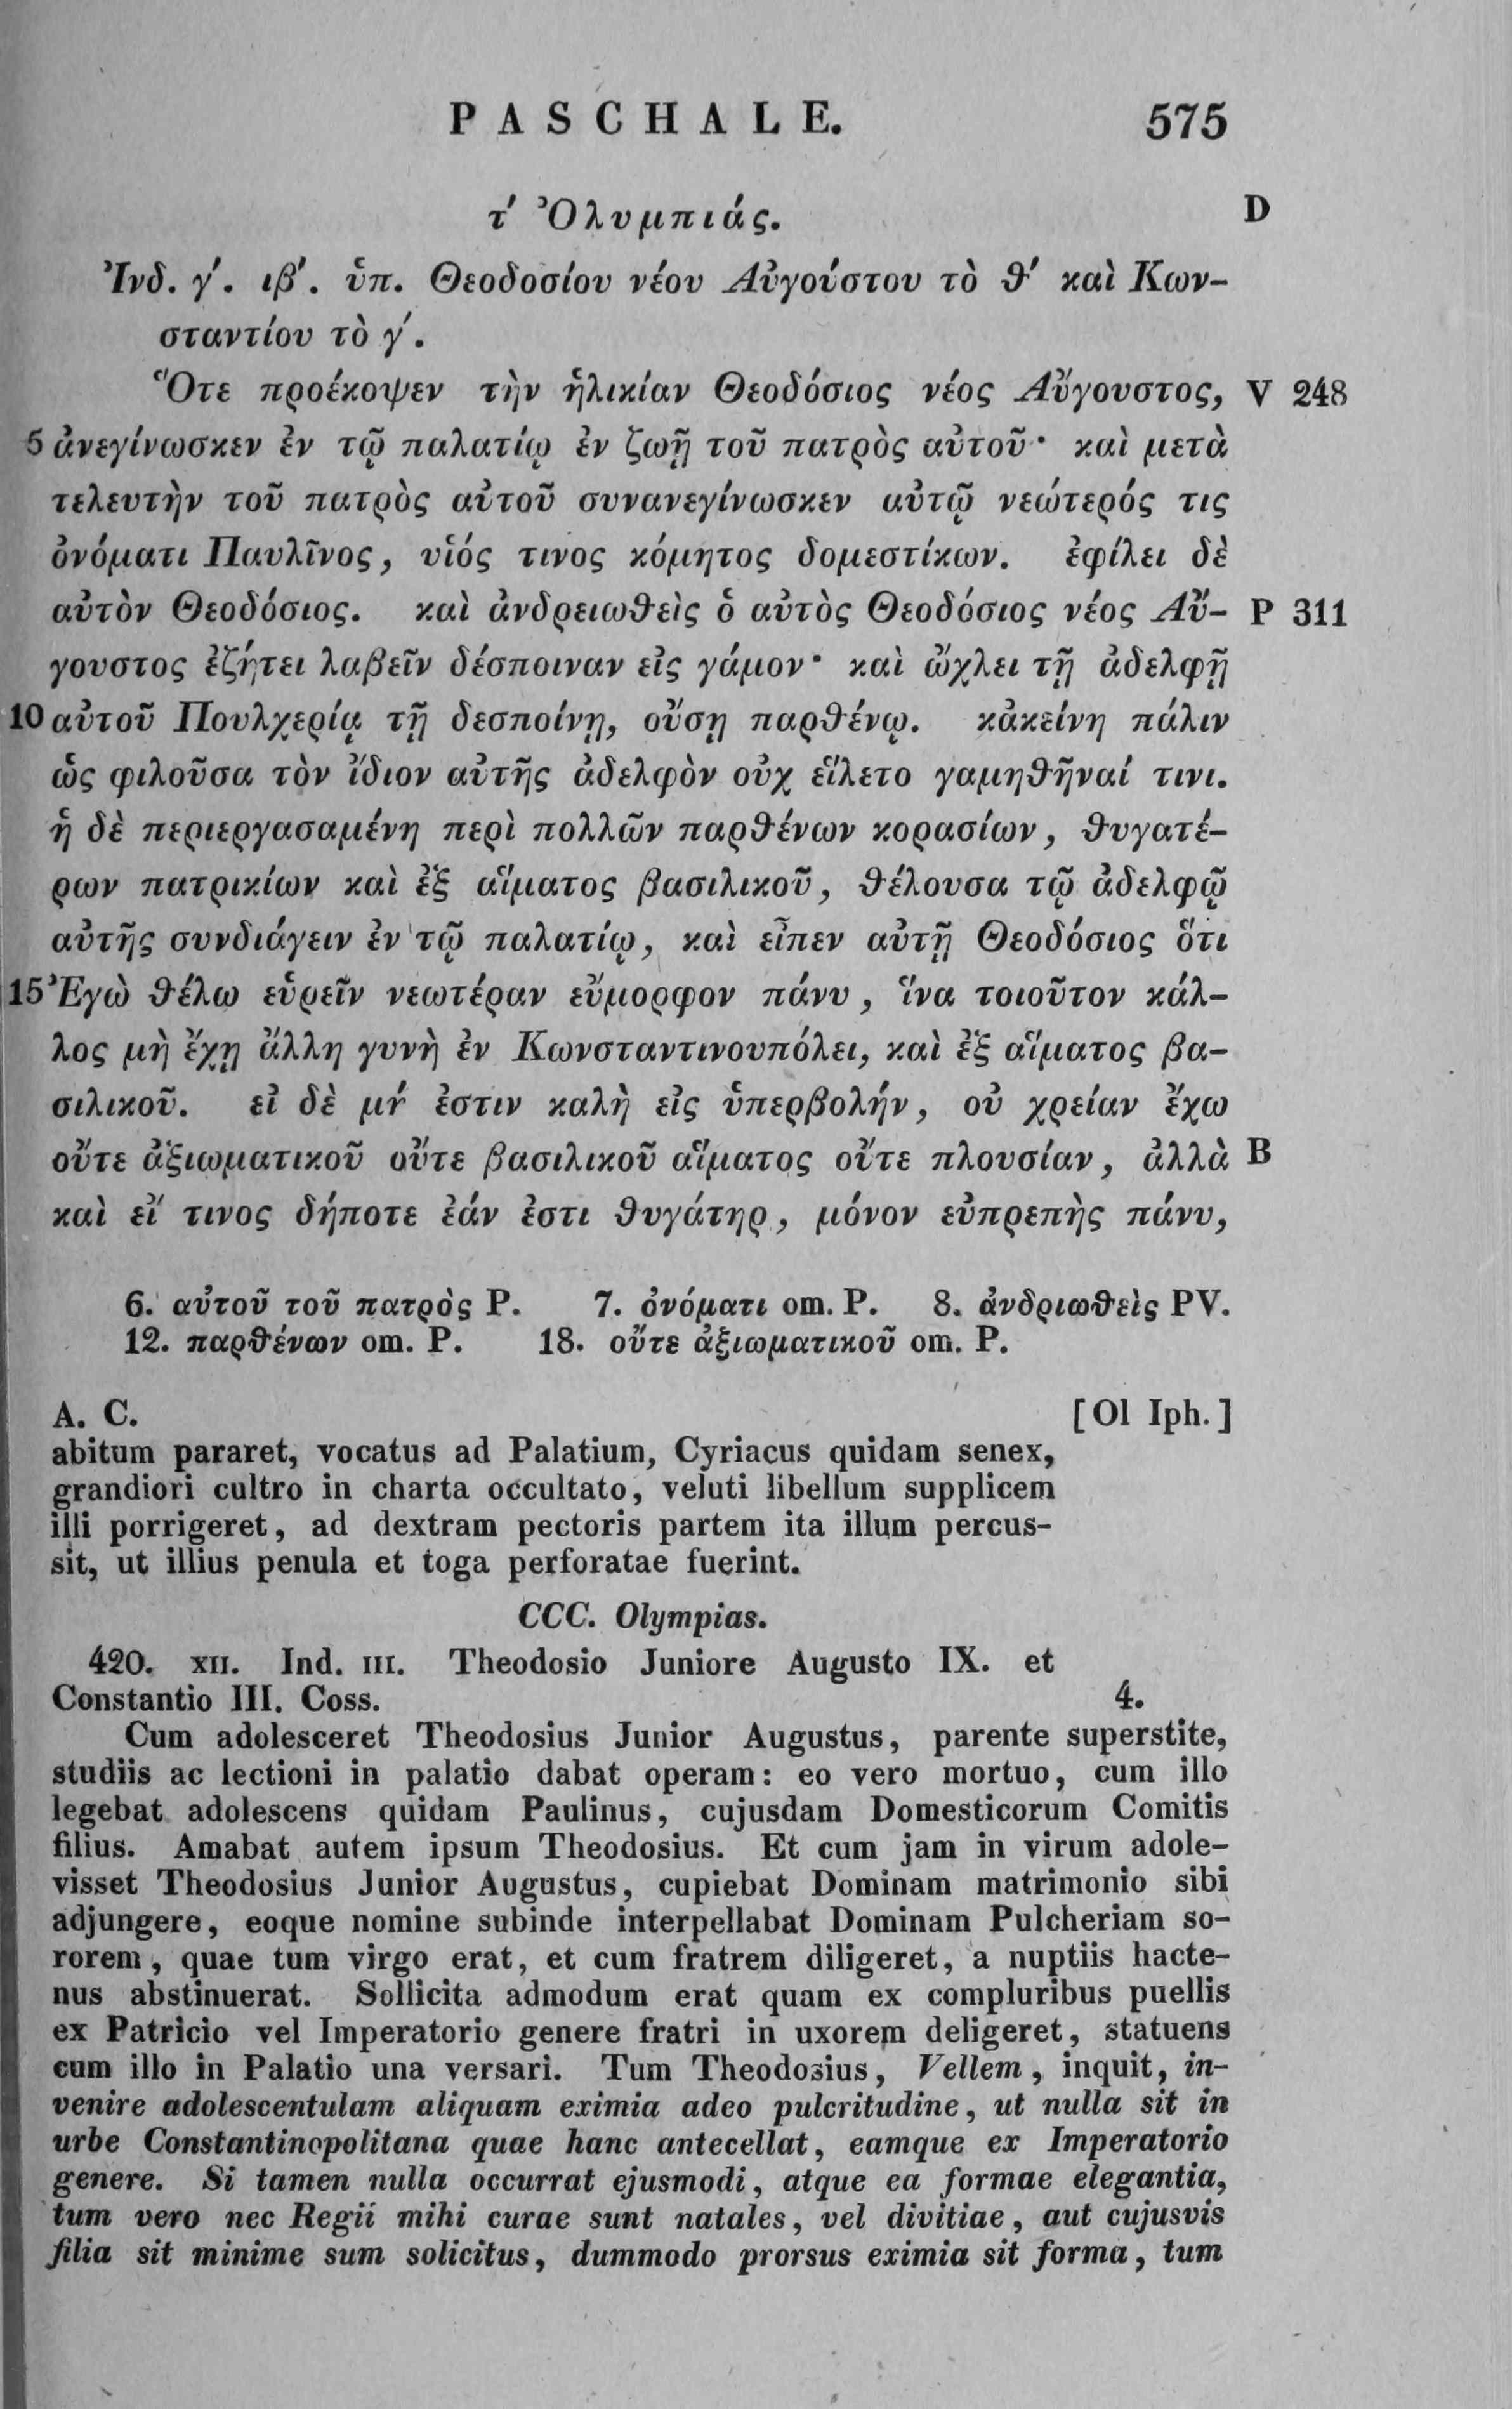 PASCHALE. 575
τ′ Ὀλυμπιάς. D
Ἰνδ. γ′. ιβ′. ὑπ. Θεοδοσίου νέου Αὐγούστου τὸ θ′ καὶ Κων-
σταντίου τὸ γ′.
Ὅτε προέκοψεν τὴν ἡλικίαν Θεοδόσιος νέος Αὔγουστος, V 248
5 ἀνεγίνωσκεν ἐν τῷ παλατίῳ ἐν ζωῇ τοῦ πατρὸς αὐτοῦ· καὶ μετὰ
τελευτὴν τοῦ πατρὸς αὐτοῦ συνανεγίνωσκεν αὐτῷ νεώτερός τις
ὀνόματι Παυλῖνος, υἱός τινος κόμητος δομεστίκων. ἐφίλει δὲ
αὐτὸν Θεοδόσιος. καὶ ἀνδρειωθεὶς ὁ αὐτὸς Θεοδόσιος νέος Αὔ- P 311
γουστος ἐζήτει λαβεῖν δέσποιναν εἰς γάμον· καὶ ὤχλει τῇ ἀδελφῇ
10 αὐτοῦ Πουλχερίᾳ τῇ δεσποίνῃ, οὔσῃ παρθένῳ. κἀκείνη πάλιν
ὡς φιλοῦσα τὸν ἴδιον αὐτῆς ἀδελφὸν οὐχ εἵλετο γαμηθῆναί τινι.
ἡ δὲ περιεργασαμένη περὶ πολλῶν παρθένων κορασίων, θυγατέ-
ρων πατρικίων καὶ ἐξ αἵματος βασιλικοῦ, θέλουσα τῷ ἀδελφῷ
αὐτῆς συνδιάγειν ἐν τῷ παλατίῳ, καὶ εἶπεν αὐτῇ Θεοδόσιος ὅτι
15 Ἐγὼ θέλω εὑρεῖν νεωτέραν εὔμορφον πάνυ, ἵνα τοιοῦτον κάλ-
λος μὴ ἔχῃ ἄλλη γυνὴ ἐν Κωνσταντινουπόλει, καὶ ἐξ αἵματος βα-
σιλικοῦ. εἰ δὲ μή ἐστιν καλὴ εἰς ὑπερβολήν, οὐ χρείαν ἔχω
οὔτε ἀξιωματικοῦ οὔτε βασιλικοῦ αἵματος οὔτε πλουσίαν, ἀλλὰ B
καὶ εἴ τινος δήποτε ἐάν ἐστι θυγάτηρ, μόνον εὐπρεπὴς πάνυ,
6. αὐτοῦ τοῦ πατρὸς P. 7. ὀνόματι om. P. 8. ἀνδριωθεὶς PV.
12. παρθένων om. P. 18. οὔτε ἀξιωματικοῦ om. P.
A. C. [Ol Iph.]
abitum pararet, vocatus ad Palatium, Cyriacus quidam senex,
grandiori cultro in charta occultato, veluti libellum supplicem
illi porrigeret, ad dextram pectoris partem ita illum percus-
sit, ut illius penula et toga perforatae fuerint.
CCC. Olympias.
420. XII. Ind. III. Theodosio Juniore Augusto IX. et
Constantio III. Coss. 4.
Cum adolesceret Theodosius Junior Augustus, parente superstite,
studiis ac lectioni in palatio dabat operam: eo vero mortuo, cum illo
legebat adolescens quidam Paulinus, cujusdam Domesticorum Comitis
filius. Amabat autem ipsum Theodosius. Et cum jam in virum adole-
visset Theodosius Junior Augustus, cupiebat Dominam matrimonio sibi
adjungere, eoque nomine subinde interpellabat Dominam Pulcheriam so-
rorem, quae tum virgo erat, et cum fratrem diligeret, a nuptiis hacte-
nus abstinuerat. Sollicita admodum erat quam ex compluribus puellis
ex Patricio vel Imperatorio genere fratri in uxorem deligeret, statuens
cum illo in Palatio una versari. Tum Theodosius, Vellem, inquit, in-
venire adolescentulam aliquam eximia adeo pulcritudine, ut nulla sit in
urbe Constantinopolitana quae hanc antecellat, eamque ex Imperatorio
genere. Si tamen nulla occurrat ejusmodi, atque ea formae elegantia,
tum vero nec Regii mihi curae sunt natales, vel divitiae, aut cujusvis
filia sit minime sum solicitus, dummodo prorsus eximia sit forma, tum